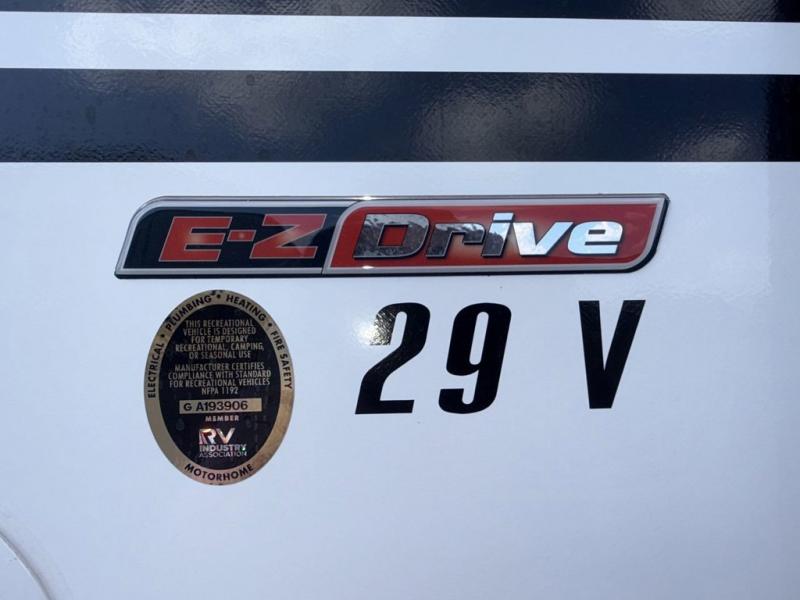 E-Z Drive
29 V
ELECTRICAL • PLUMBING • HEATING • FIRE SAFETY
THIS RECREATIONAL
VEHICLE IS DESIGNED
FOR TEMPORARY
RECREATIONAL, CAMPING,
OR SEASONAL USE
MANUFACTURER CERTIFIES
COMPLIANCE WITH STANDARD
FOR RECREATIONAL VEHICLES
NFPA 1192
G A193906
MEMBER
RV
INDUSTRY
ASSOCIATION
MOTORHOME